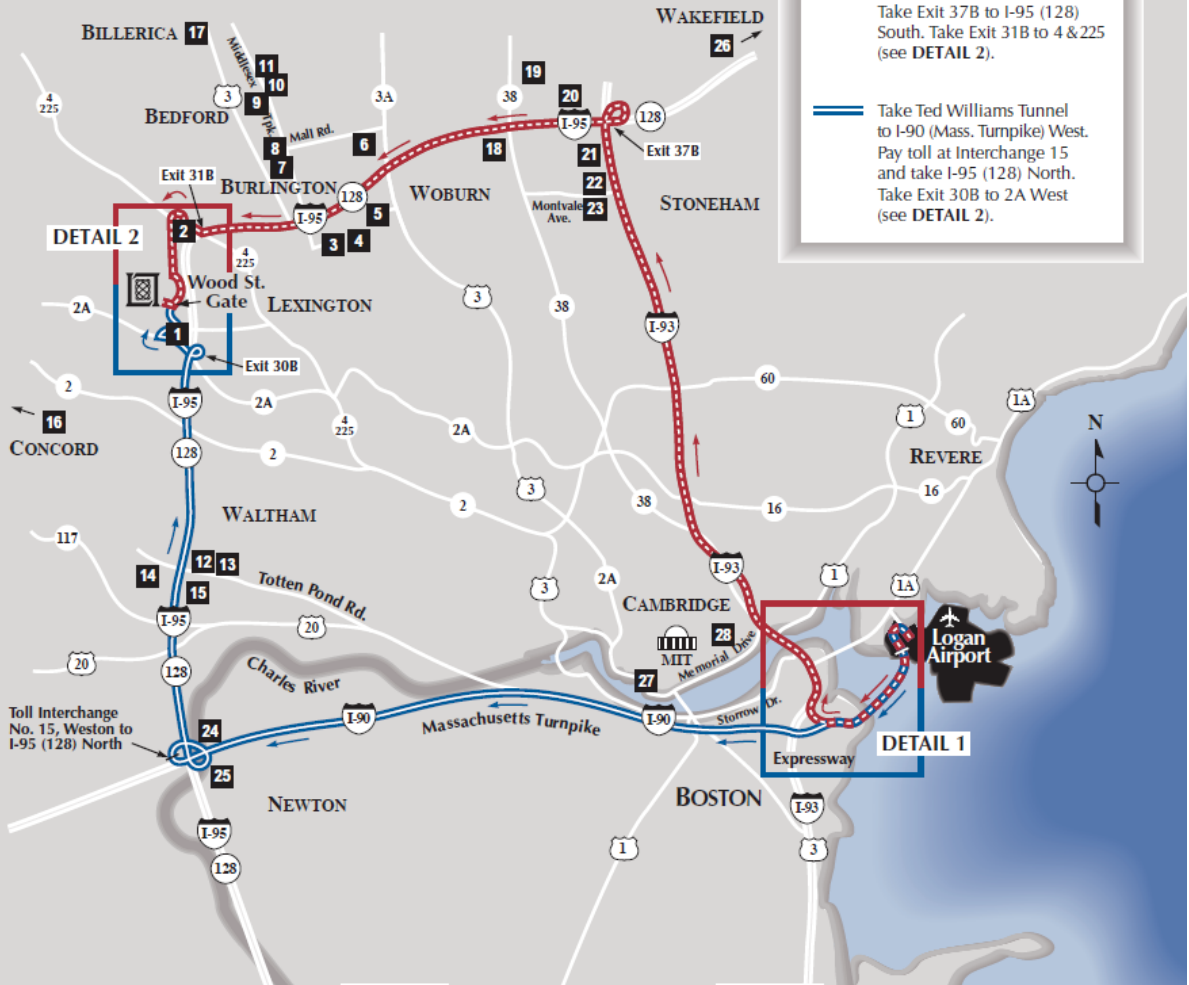 Take Exit 37B to I-95 (128)
South. Take Exit 31B to 4 & 225
(see DETAIL 2).
Take Ted Williams Tunnel
to I-90 (Mass. Turnpike) West.
Pay toll at Interchange 15
and take I-95 (128) North.
Take Exit 30B to 2A West
(see DETAIL 2).
WAKEFIELD
26
BILLERICA 17
Middlesex
Tpk.
11
10
9
3
BEDFORD
4
225
3A
38
19
20
I-95
128
Exit 37B
Mall Rd.
8
7
6
18
21
22
23
Montvale
Ave.
STONEHAM
Exit 31B
BURLINGTON
128
WOBURN
I-95
5
4
3
DETAIL 2
2
4
225
Wood St.
Gate
LEXINGTON
2A
1
Exit 30B
3
38
I-93
2
I-95
2A
4
225
2A
60
1
60
1A
N
16
CONCORD
128
2
REVERE
3
2
38
16
16
WALTHAM
117
14
12
13
15
Totten Pond Rd.
I-93
3
2A
1
1A
CAMBRIDGE
MIT
28
Memorial Drive
Logan
Airport
I-95
20
20
128
Charles River
27
Storrow Dr.
Toll Interchange
No. 15, Weston to
I-95 (128) North
24
25
I-90
Massachusetts Turnpike
I-90
Expressway
DETAIL 1
NEWTON
BOSTON
I-93
I-95
128
1
3